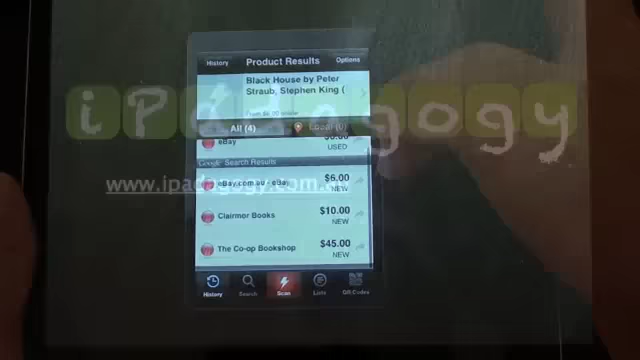 History Product Results Options
Black House by Peter
Straub, Stephen King (
iPadagogy
All (4) Local (0)
eBay
USED
Google Search Results
www.ipadagogy.com.au
eBay.com.au - eBay $6.00
NEW
Clairmor Books $10.00
NEW
The Co-op Bookshop $45.00
NEW
History Search Scan Lists QR Codes